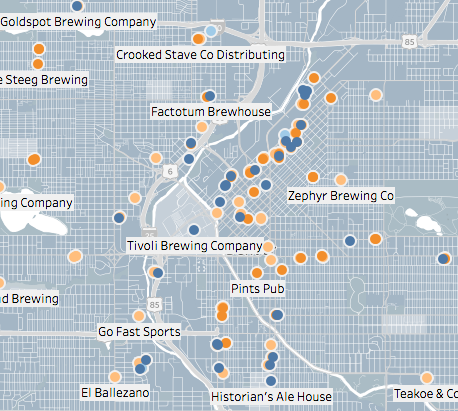 Goldspot Brewing Company
85
Crooked Stave Co Distributing
e Steeg Brewing
Factotum Brewhouse
6
Zephyr Brewing Co
ing Company
Tivoli Brewing Company
Pints Pub
d Brewing
85
Go Fast Sports
El Ballezano
Historian's Ale House
Teakoe & Co